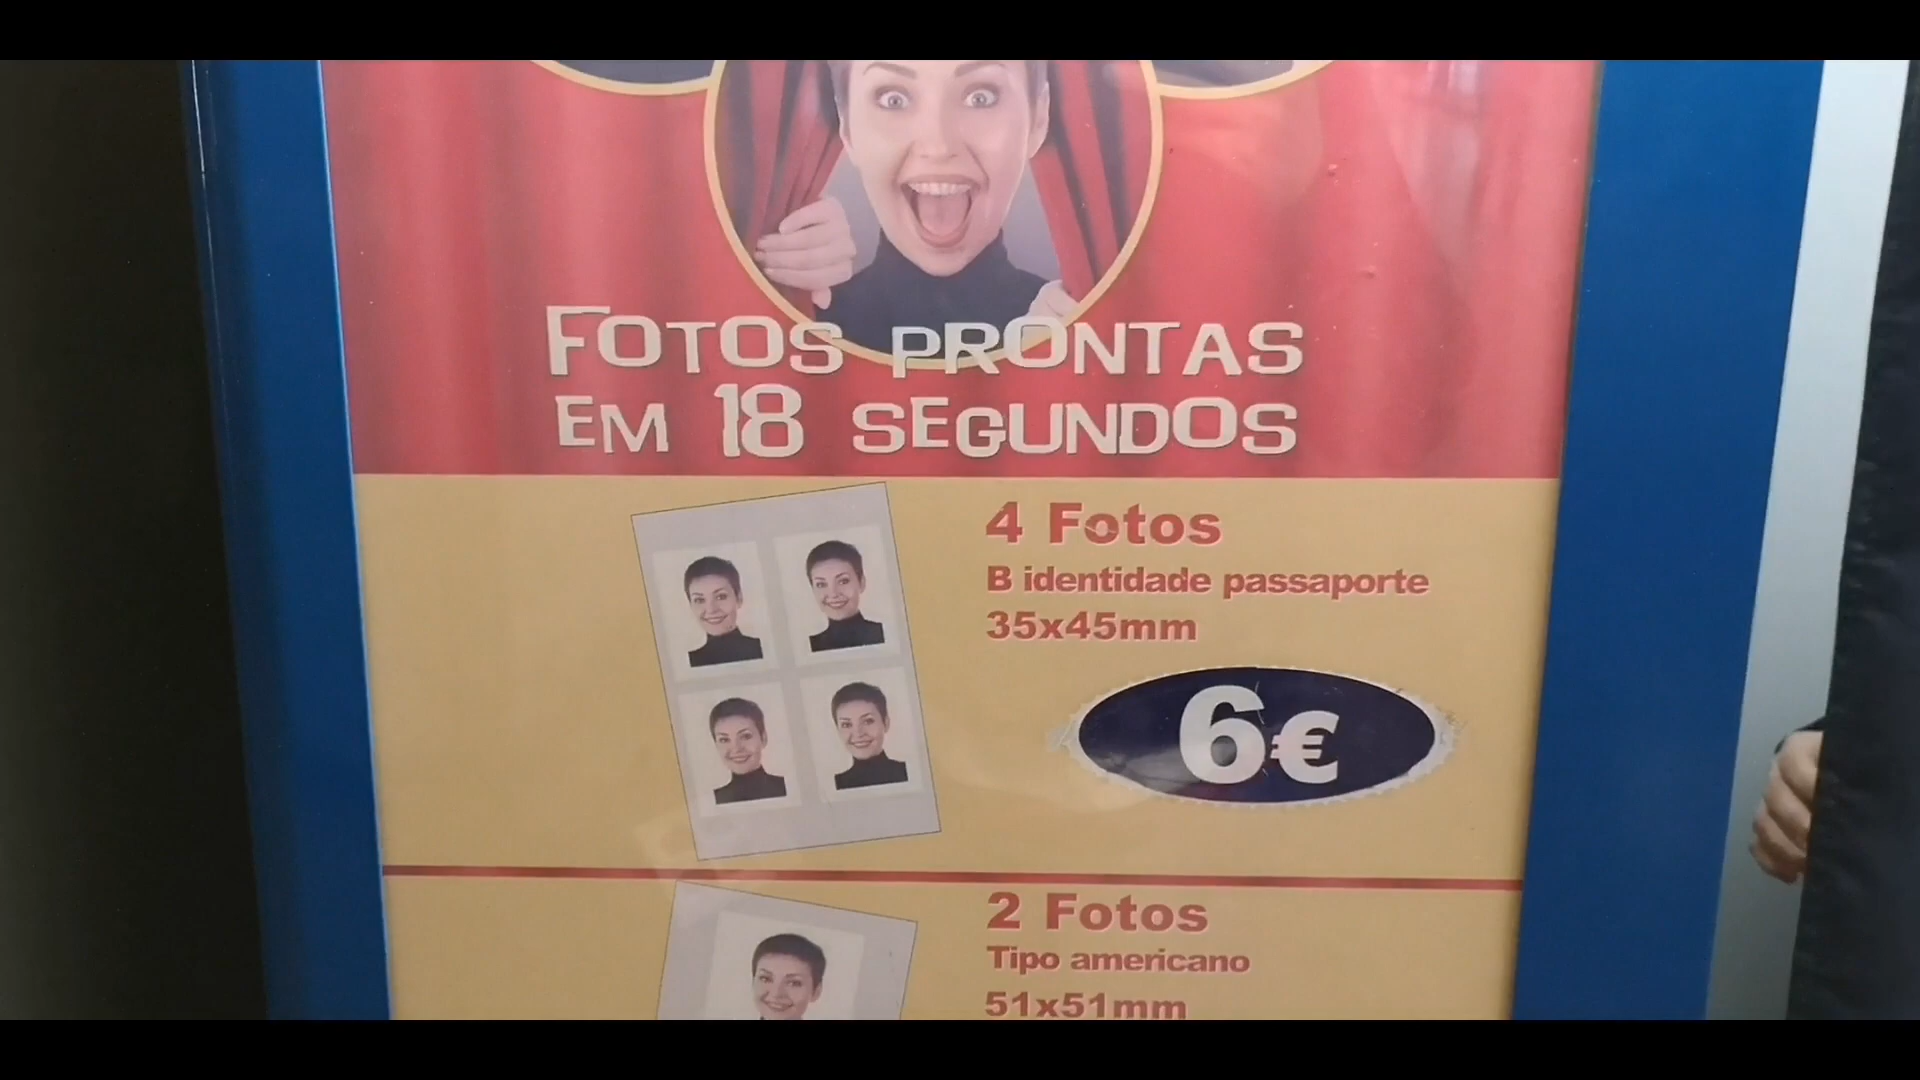 FOTOS PRONTAS
EM 18 SEGUNDOS
4 Fotos
B identidade passaporte
35x45mm
6€
2 Fotos
Tipo americano
51x51mm